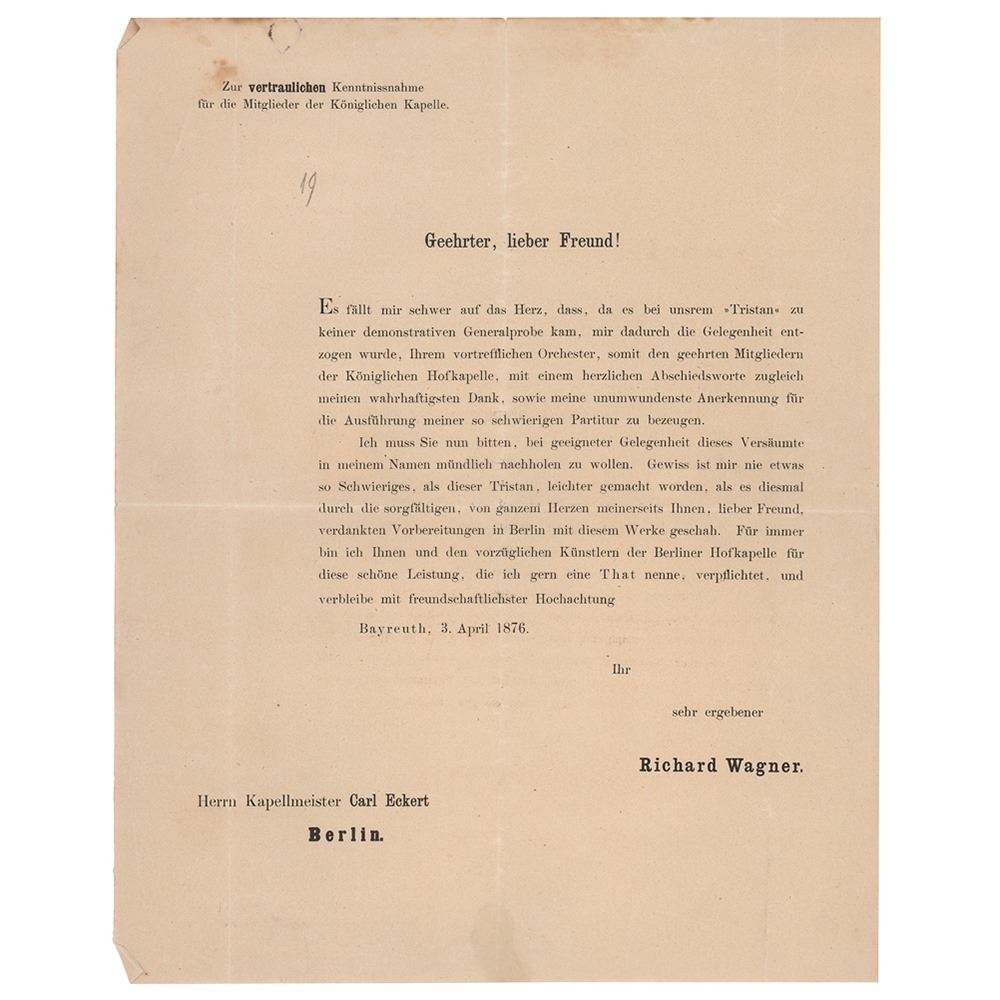 Zur vertraulichen Kenntnissnahme
für die Mitglieder der Königlichen Kapelle.
19
Geehrter, lieber Freund!
Es fällt mir schwer auf das Herz, dass, da es bei unsrem »Tristan« zu
keiner demonstrativen Generalprobe kam, mir dadurch die Gelegenheit ent-
zogen wurde, Ihrem vortrefflichen Orchester, somit den geehrten Mitgliedern
der Königlichen Hofkapelle, mit einem herzlichen Abschiedsworte zugleich
meinen wahrhaftigsten Dank, sowie meine unumwundenste Anerkennung für
die Ausführung meiner so schwierigen Partitur zu bezeugen.
Ich muss Sie nun bitten, bei geeigneter Gelegenheit dieses Versäumte
in meinem Namen mündlich nachholen zu wollen. Gewiss ist mir nie etwas
so Schwieriges, als dieser Tristan, leichter gemacht worden, als es diesmal
durch die sorgfältigen, von ganzem Herzen meinerseits Ihnen, lieber Freund,
verdankten Vorbereitungen in Berlin mit diesem Werke geschah. Für immer
bin ich Ihnen und den vorzüglichen Künstlern der Berliner Hofkapelle für
diese schöne Leistung, die ich gern eine That nenne, verpflichtet, und
verbleibe mit freundschaftlichster Hochachtung
Bayreuth, 3. April 1876.
Ihr
sehr ergebener
Richard Wagner.
Herrn Kapellmeister Carl Eckert
Berlin.